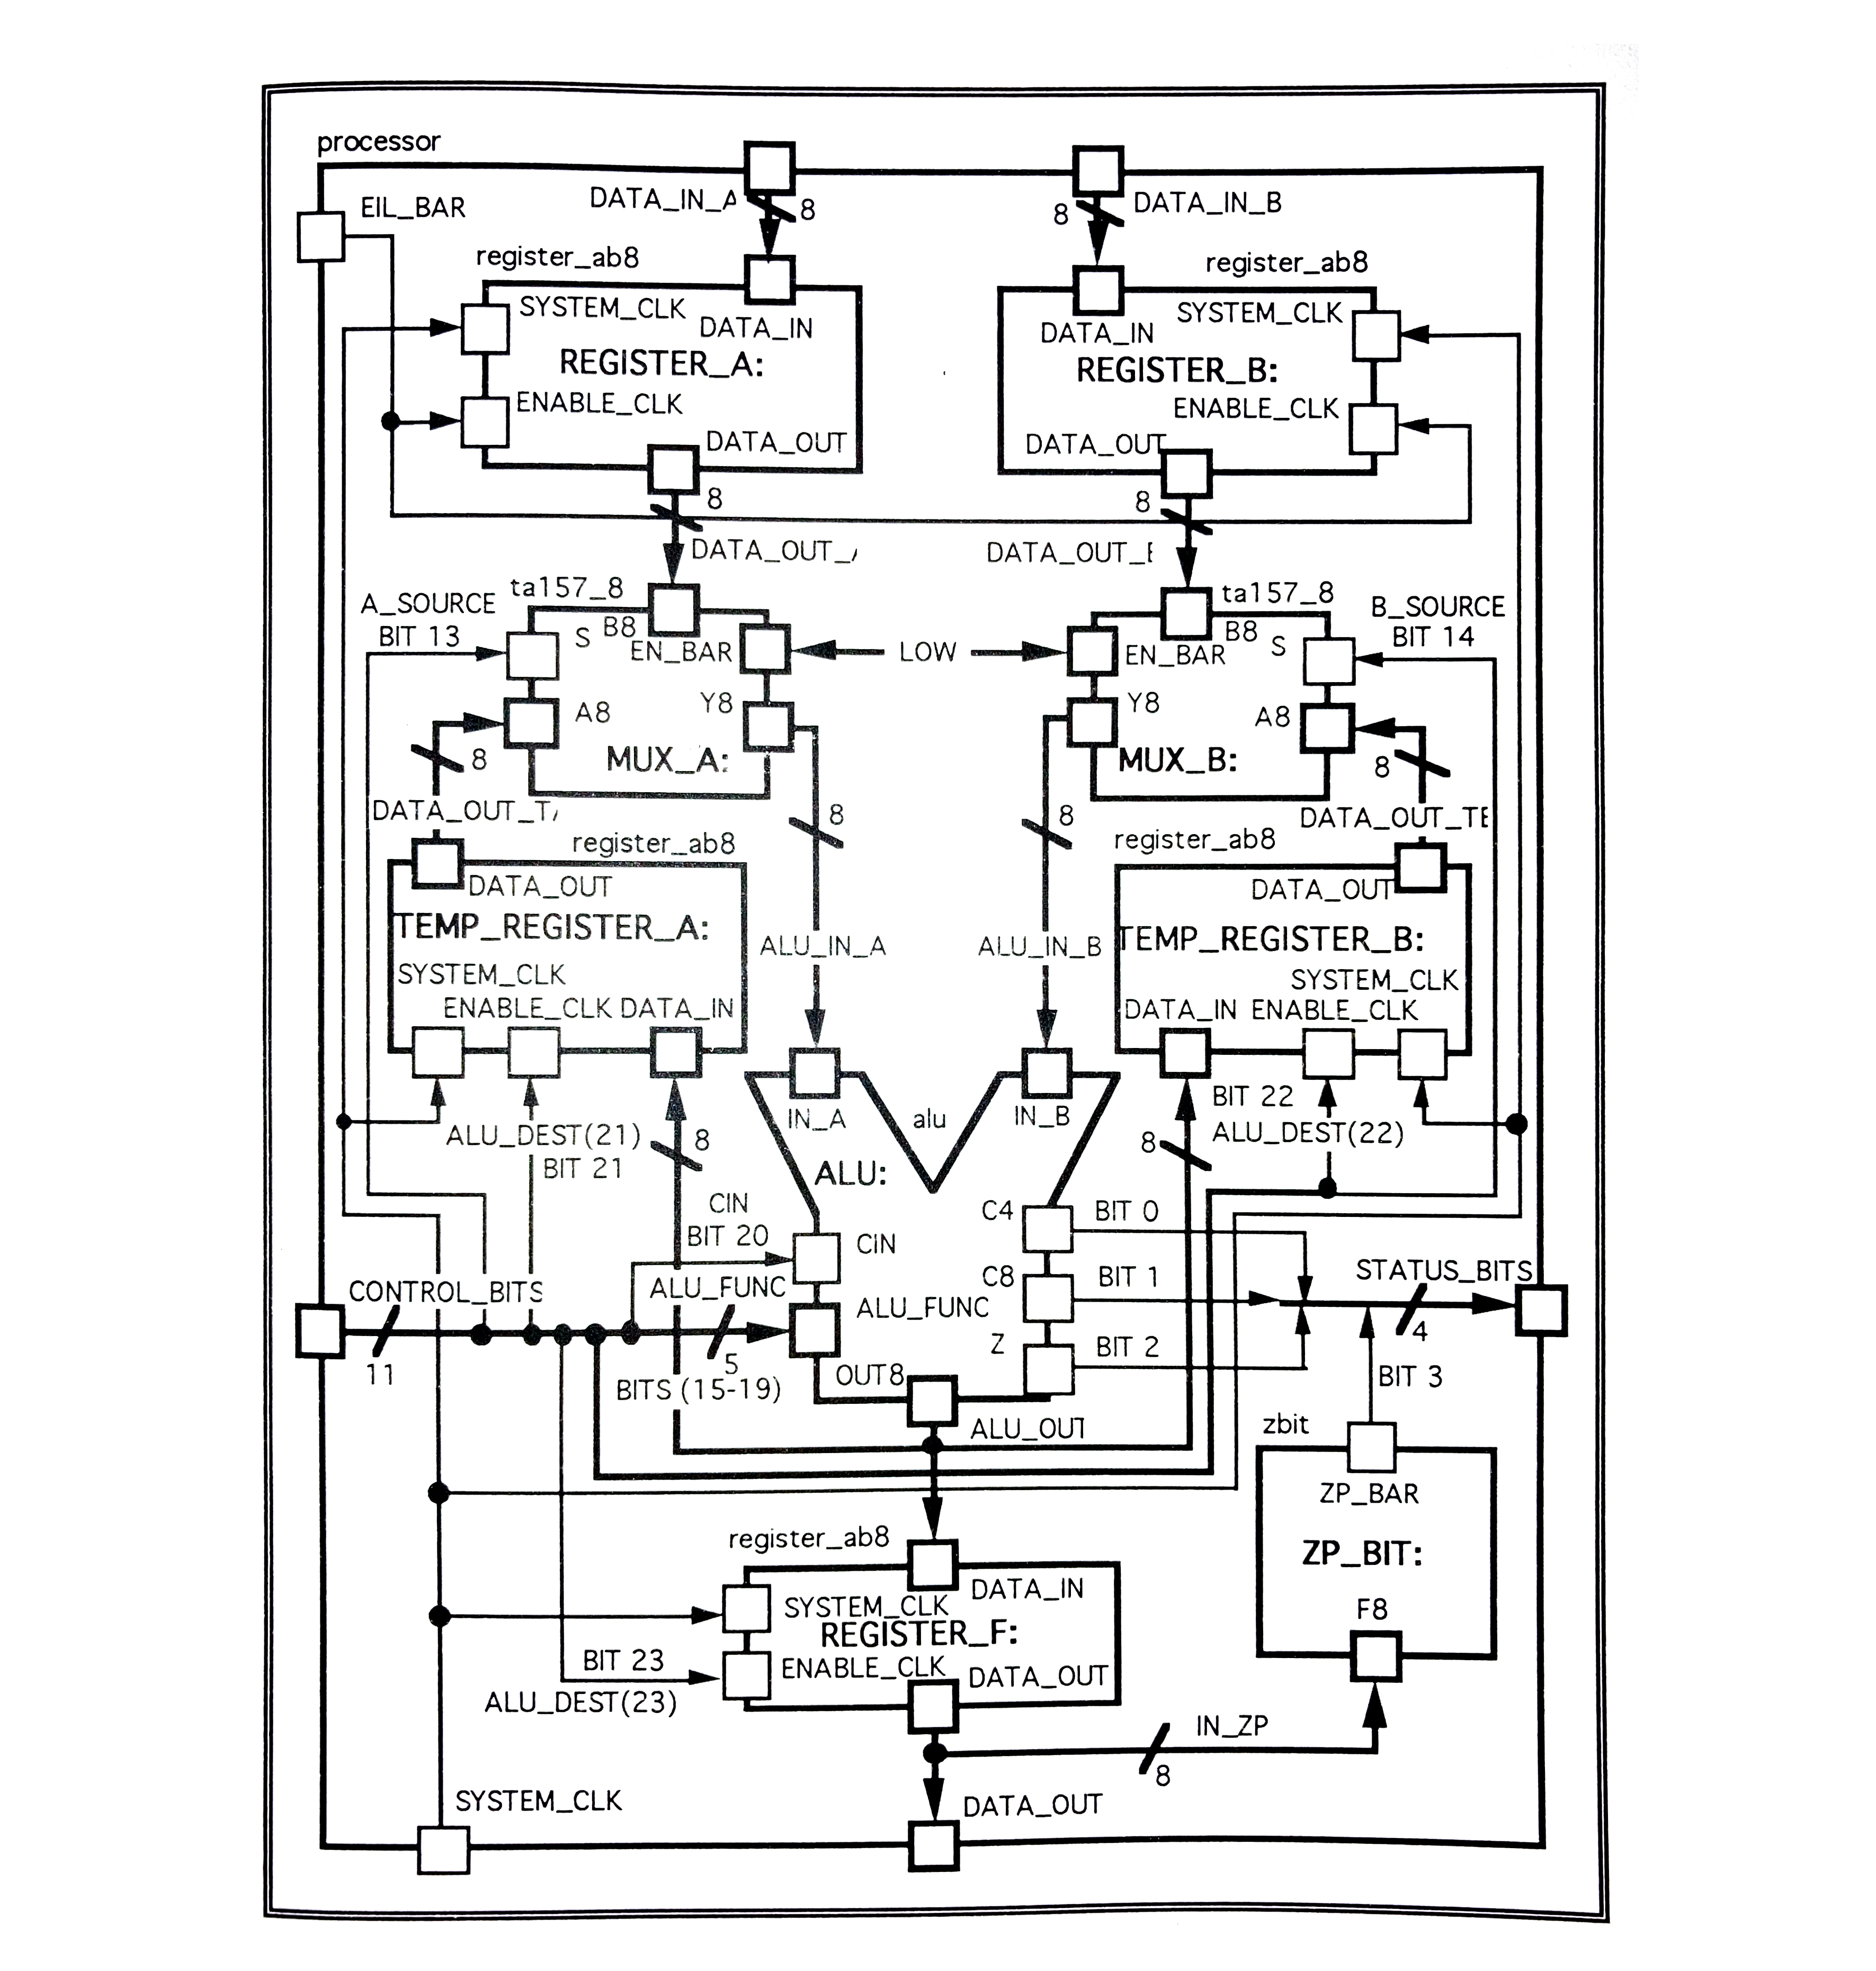 processor
DATA_IN_A
8
EIL_BAR
8
DATA_IN_B
register_ab8
register_ab8
SYSTEM_CLK
DATA_IN
SYSTEM_CLK
DATA_IN
REGISTER_A:
REGISTER_B:
ENABLE_CLK
ENABLE_CLK
DATA_OUT
DATA_OUT
8
8
DATA_OUT_
DATA_OUT_
ta157_8
ta157_8
A_SOURCE
BIT 13
B_SOURCE
BIT 14
S
B8
EN_BAR
LOW
EN_BAR
B8
S
A8
Y8
Y8
A8
8
MUX_A:
MUX_B:
8
DATA_OUT_T
8
8
DATA_OUT_T
register_ab8
register_ab8
DATA_OUT
DATA_OUT
TEMP_REGISTER_A:
ALU_IN_A
ALU_IN_B
TEMP_REGISTER_B:
SYSTEM_CLK
SYSTEM_CLK
ENABLE_CLK
DATA_IN
DATA_IN
ENABLE_CLK
IN_A
alu
IN_B
BIT 22
ALU_DEST(22)
ALU_DEST(21)
BIT 21
8
8
ALU:
CIN
BIT 20
C4
BIT 0
CIN
CONTROL_BITS
ALU_FUNC
ALU_FUNC
C8
BIT 1
STATUS_BITS
11
5
BITS (15-19)
Z
BIT 2
4
OUT8
BIT 3
ALU_OUT
zbit
ZP_BAR
register_ab8
ZP_BIT:
DATA_IN
SYSTEM_CLK
REGISTER_F:
F8
BIT 23
ENABLE_CLK
DATA_OUT
ALU_DEST(23)
IN_ZP
8
SYSTEM_CLK
DATA_OUT